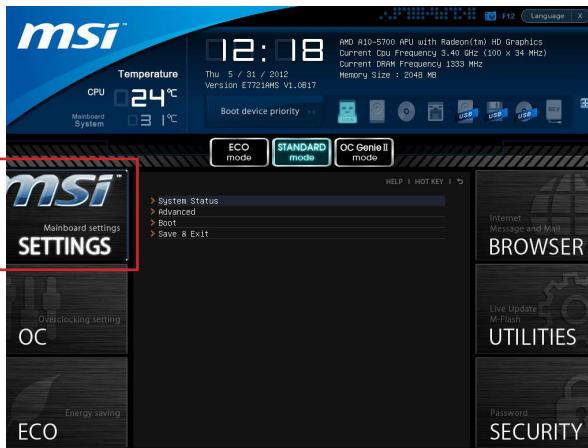 msi
12:18
Thu 5 / 31 / 2012
Version E7721AMS V1.0B17
AMD A10-5700 APU with Radeon(tm) HD Graphics
Current Cpu Frequency 3.40 GHz (100 x 34 MHz)
Current DRAM Frequency 1333 MHz
Memory Size : 2048 MB
F12
Language
X
Temperature
CPU
24℃
Mainboard
System
31℃
Boot device priority
USB
USB
USB
REV
ECO
mode
STANDARD
mode
OC Genie II
mode
HELP | HOT KEY |
msi
Mainboard settings
SETTINGS
System Status
Advanced
Boot
Save & Exit
Internet
Message and Mail
BROWSER
Overclocking setting
OC
Live Update
M-Flash
UTILITIES
Energy saving
ECO
Password
SECURITY